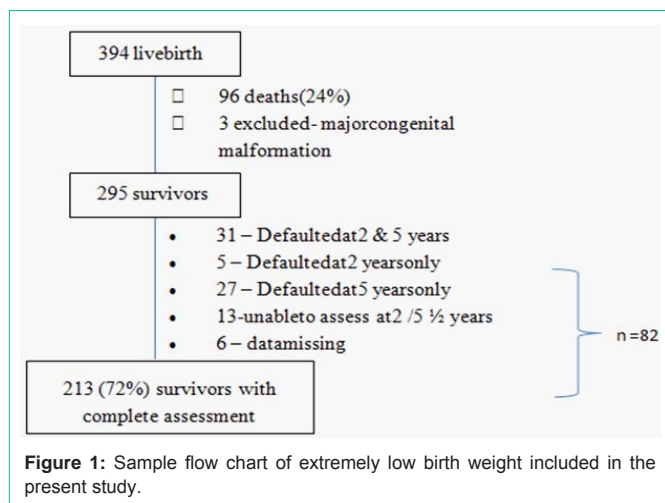 394 livebirth
□ 96 deaths(24%)
□ 3 excluded- majorcongenital
malformation
295 survivors
• 31 – Defaultedat2 & 5 years
• 5 – Defaultedat2 yearsonly
• 27 – Defaultedat5 yearsonly
• 13-unableto assess at2 /5 ½ years
• 6 – datamissing
n =82
213 (72%) survivors with
complete assessment
Figure 1: Sample flow chart of extremely low birth weight included in the
present study.